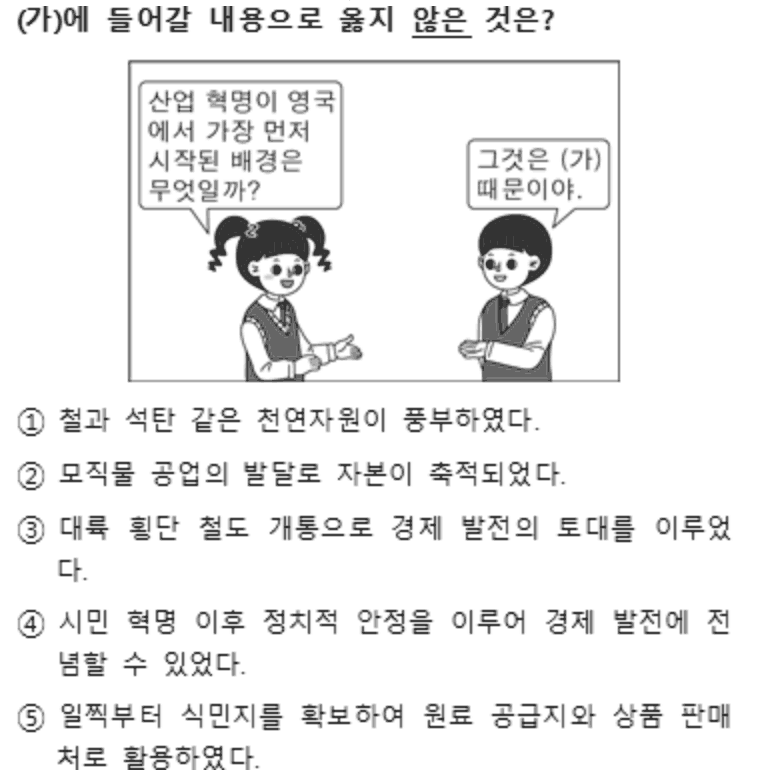 (가)에 들어갈 내용으로 옳지 않은 것은?
산업 혁명이 영국
에서 가장 먼저
시작된 배경은
무엇일까?
그것은 (가)
때문이야.
① 철과 석탄 같은 천연자원이 풍부하였다.
② 모직물 공업의 발달로 자본이 축적되었다.
③ 대륙 횡단 철도 개통으로 경제 발전의 토대를 이루었
다.
④ 시민 혁명 이후 정치적 안정을 이루어 경제 발전에 전
념할 수 있었다.
⑤ 일찍부터 식민지를 확보하여 원료 공급지와 상품 판매
처로 활용하였다.